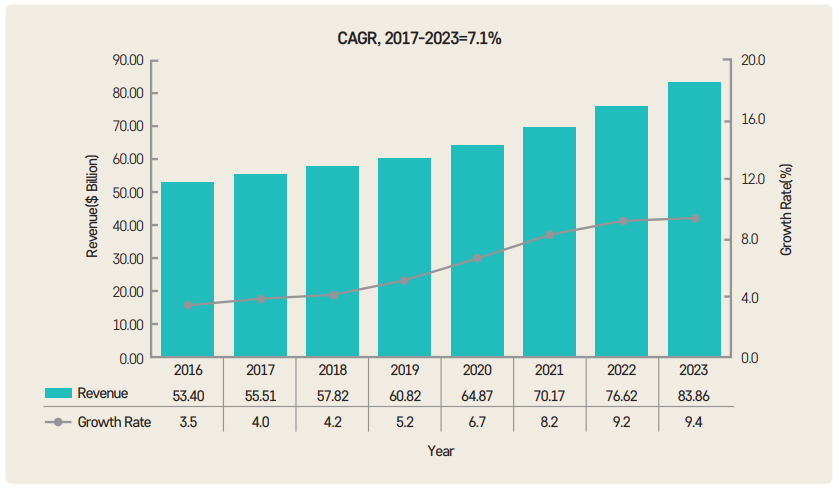 CAGR, 2017-2023=7.1%
Revenue($ Billion)
90.00
80.00
70.00
60.00
50.00
40.00
30.00
20.00
10.00
0.00
20.0
16.0
12.0
8.0
4.0
0.0
Growth Rate(%)
2016 2017 2018 2019 2020 2021 2022 2023
Revenue 53.40 55.51 57.82 60.82 64.87 70.17 76.62 83.86
Growth Rate 3.5 4.0 4.2 5.2 6.7 8.2 9.2 9.4
Year